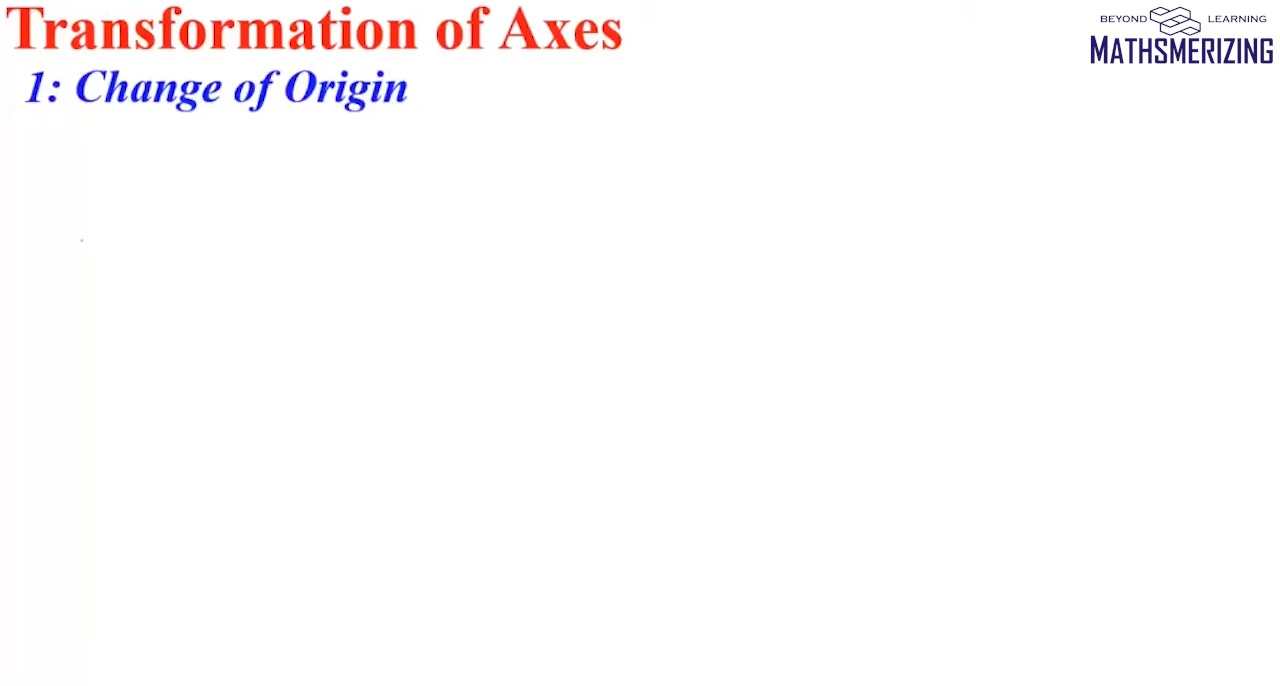 Transformation of Axes
1: Change of Origin
BEYOND LEARNING
MATHSMERIZING